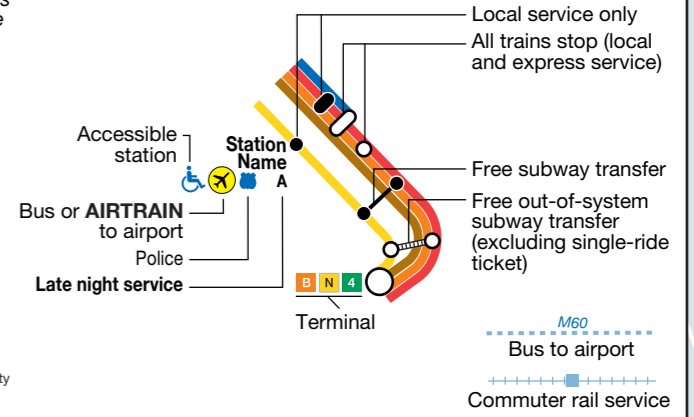 s
e
Local service only
All trains stop (local
and express service)
Accessible
station
Station
Name
A
Free subway transfer
Bus or AIRTRAIN
to airport
Free out-of-system
subway transfer
(excluding single-ride
ticket)
Police
Late night service
B N 4
Terminal
M60
Bus to airport
ty
Commuter rail service